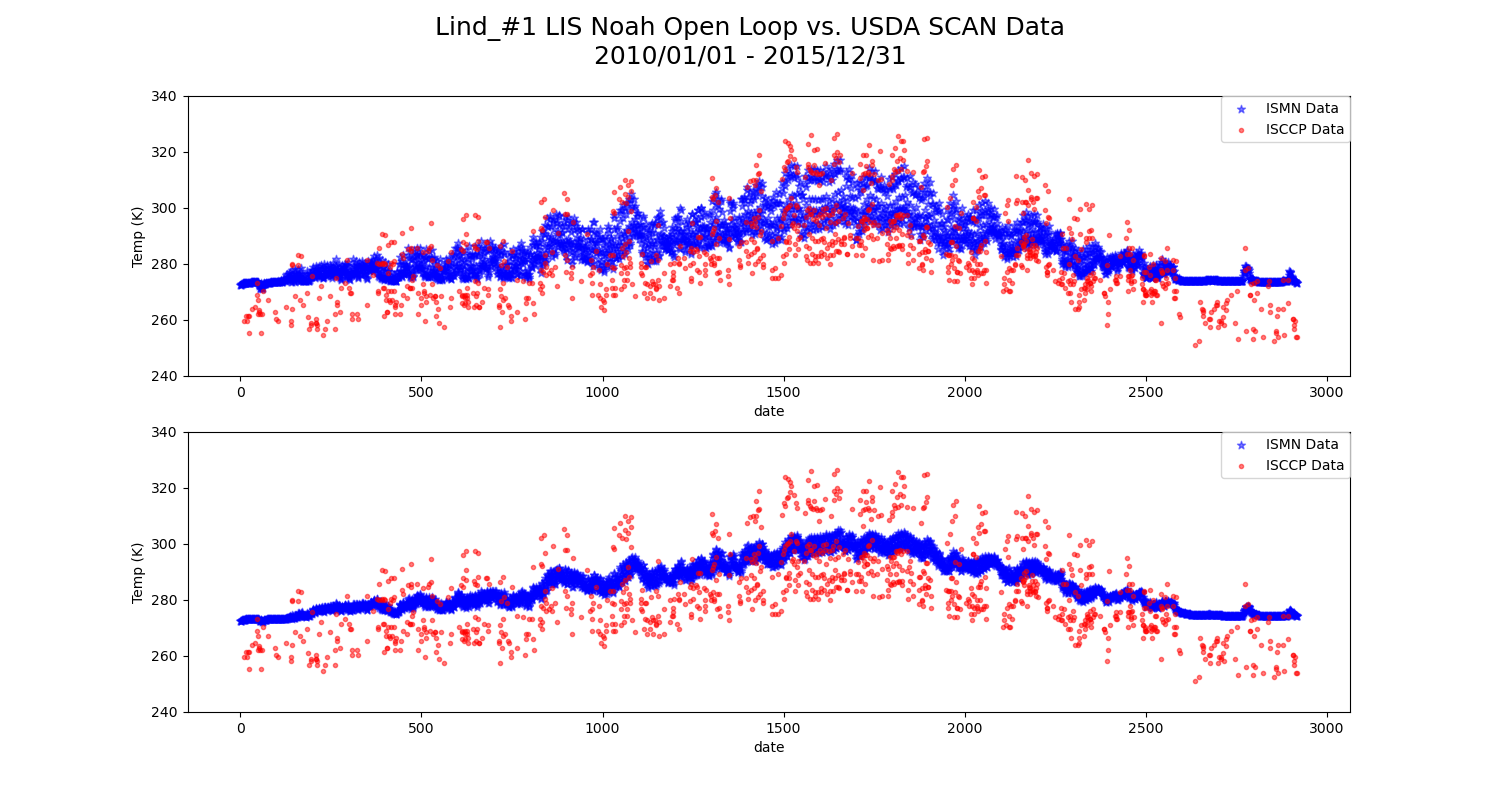 Lind_#1 LIS Noah Open Loop vs. USDA SCAN Data
2010/01/01 - 2015/12/31
340
320
300
280
260
240
Temp (K)
ISMN Data
ISCCP Data
0 500 1000 1500 2000 2500 3000
date
340
320
300
280
260
240
Temp (K)
ISMN Data
ISCCP Data
0 500 1000 1500 2000 2500 3000
date